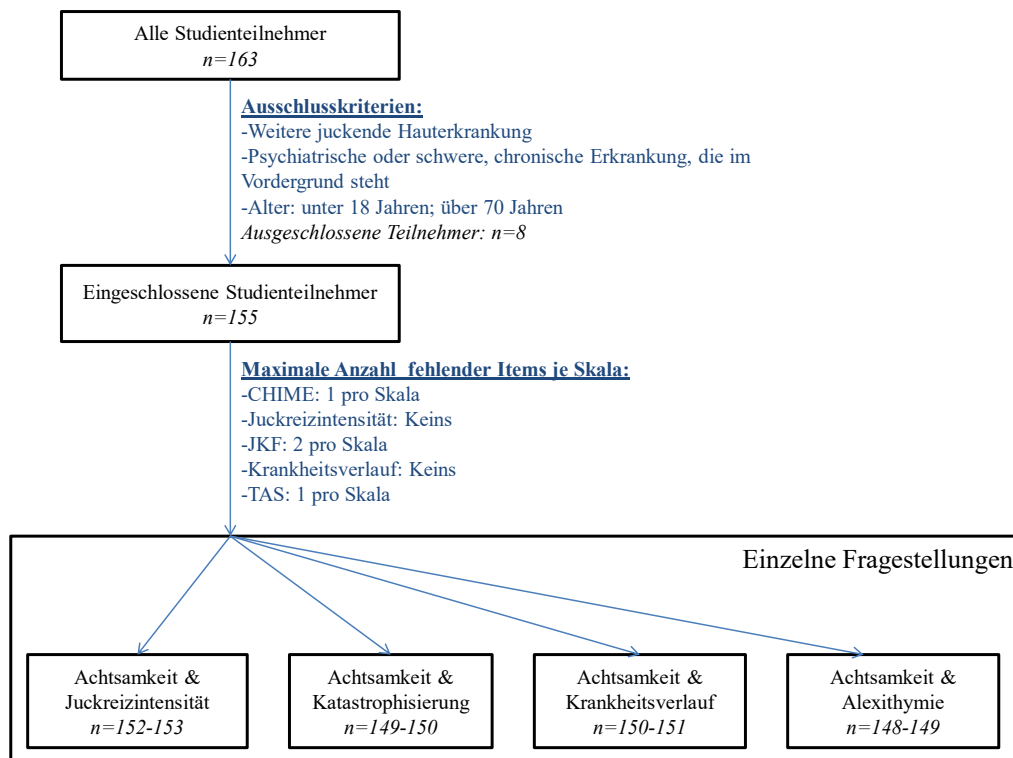 Alle Studienteilnehmer
n=163
Ausschlusskriterien:
-Weitere juckende Hauterkrankung
-Psychiatrische oder schwere, chronische Erkrankung, die im
Vordergrund steht
-Alter: unter 18 Jahren; über 70 Jahren
Ausgeschlossene Teilnehmer: n=8
Eingeschlossene Studienteilnehmer
n=155
Maximale Anzahl fehlender Items je Skala:
-CHIME: 1 pro Skala
-Juckreizintensität: Keins
-JKF: 2 pro Skala
-Krankheitsverlauf: Keins
-TAS: 1 pro Skala
Einzelne Fragestellungen
Achtsamkeit &
Juckreizintensität
n=152-153
Achtsamkeit &
Katastrophisierung
n=149-150
Achtsamkeit &
Krankheitsverlauf
n=150-151
Achtsamkeit &
Alexithymie
n=148-149